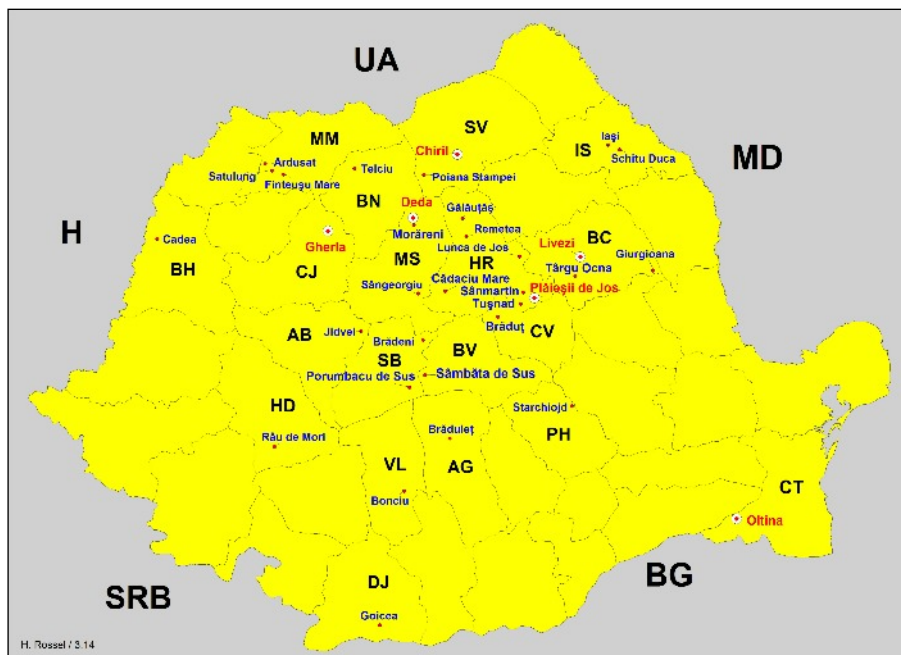 UA
SV
MM
Iaşi
Chiril
IS
Schitu Duca
MD
Ardusat
Telciu
Satulung
Finteuşu Mare
Poiana Stampei
BN
Deda
Gălăuţaş
H
Remetea
BC
Gherla
Morăreni
Cadea
Lunca de Jos
Livezi
Giurgioana
MS
HR
BH
CJ
Târgu Ocna
Cădaciu Mare
Sângeorgiu
Sânmartin
Plăieşii de Jos
Tuşnad
Brăduţ
CV
AB
Jidvei
Brădeni
BV
SB
Porumbacu de Sus
Sâmbăta de Sus
HD
Starchiojd
Râu de Mori
Brăduleţ
PH
VL
AG
CT
Bonciu
Oltina
BG
DJ
SRB
Goicea
H. Rossel / 3.14